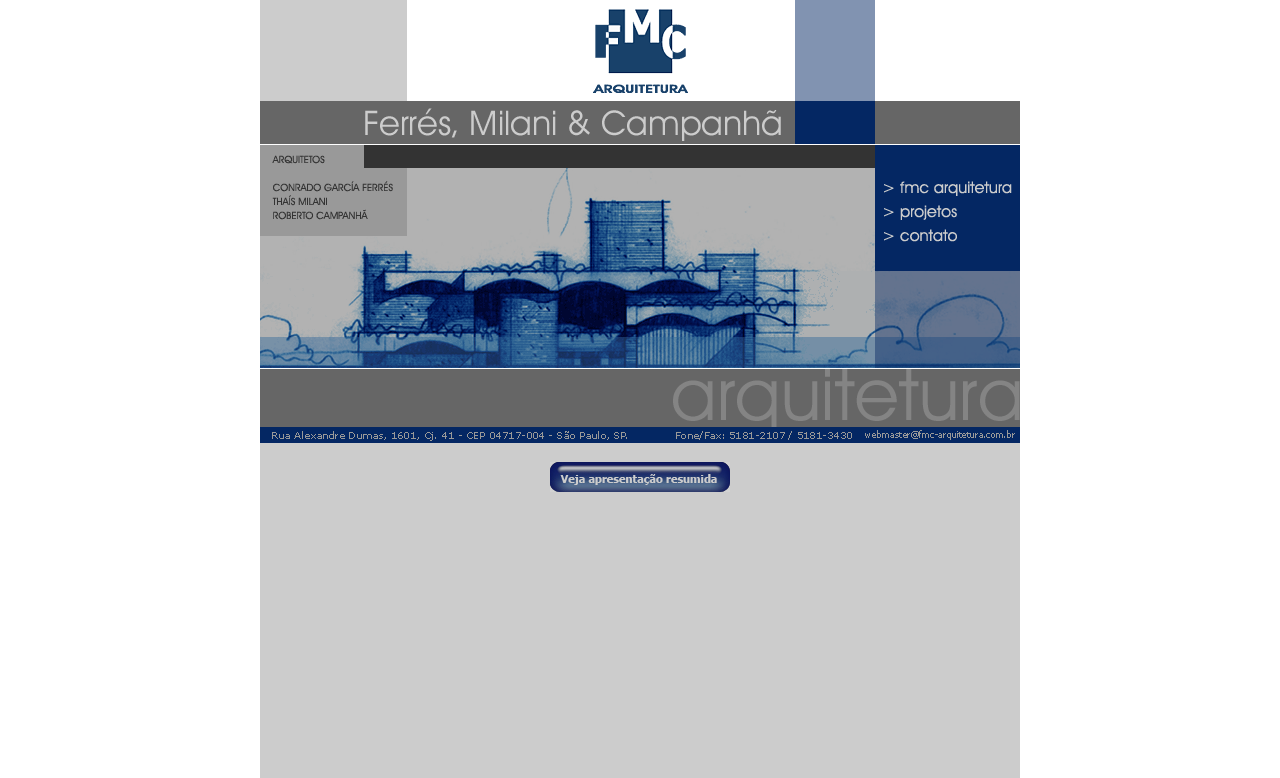 FMC
ARQUITETURA
Ferrés, Milani & Campanhã
ARQUITETOS
CONRADO GARCÍA FERRÉS
THAÍS MILANI
ROBERTO CAMPANHÃ
> fmc arquitetura
> projetos
> contato
arquitetura
Rua Alexandre Dumas, 1601, Cj. 41 - CEP 04717-004 - São Paulo, SP. Fone/Fax: 5181-2107 / 5181-3430 webmaster@fmc-arquitetura.com.br
Veja apresentação resumida